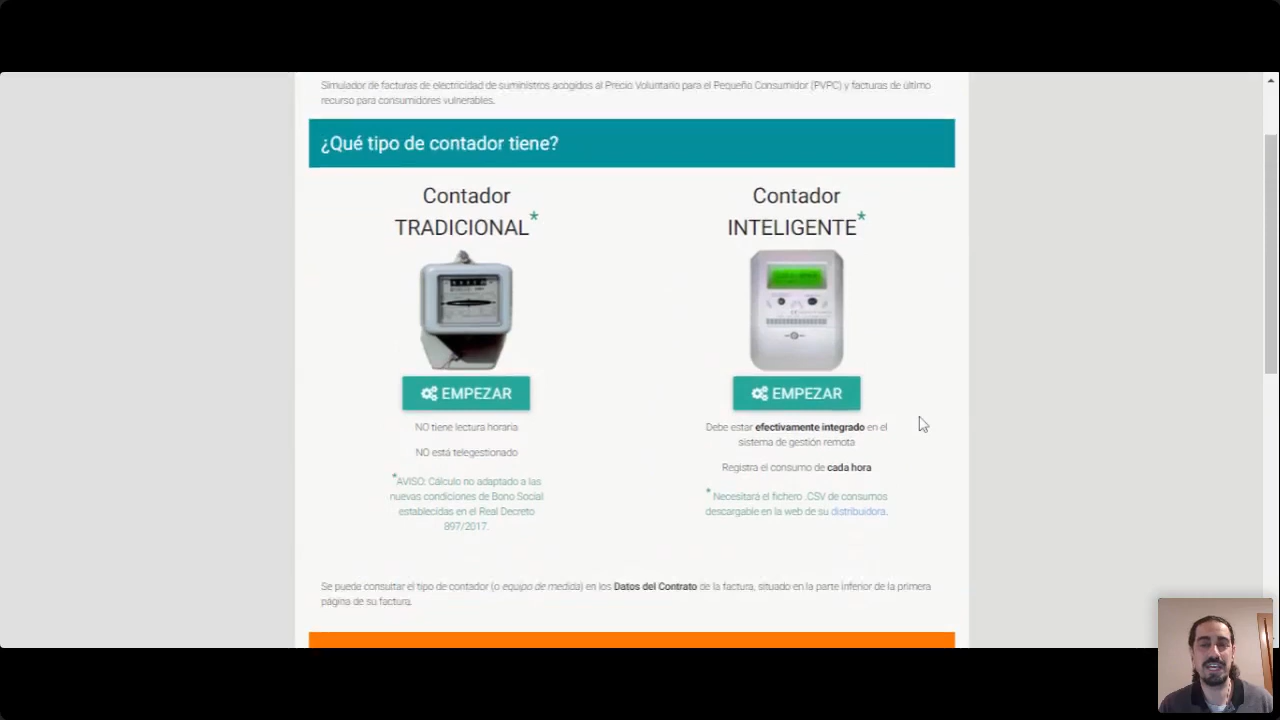 Simulador de facturas de electricidad de suministros acogidos al Precio Voluntario para el Pequeño Consumidor (PVPC) y facturas de último
recurso para consumidores vulnerables.
¿Qué tipo de contador tiene?
Contador
TRADICIONAL*
EMPEZAR
NO tiene lectura horaria
NO está telegestionado
*AVISO: Cálculo no adaptado a las
nuevas condiciones de Bono Social
establecidas en el Real Decreto
897/2017.
Contador
INTELIGENTE*
EMPEZAR
Debe estar efectivamente integrado en el
sistema de gestión remota
Registra el consumo de cada hora
* Necesitará el fichero .CSV de consumos
descargable en la web de su distribuidora.
Se puede consultar el tipo de contador (o equipo de medida) en los Datos del Contrato de la factura, situado en la parte inferior de la primera
página de su factura.